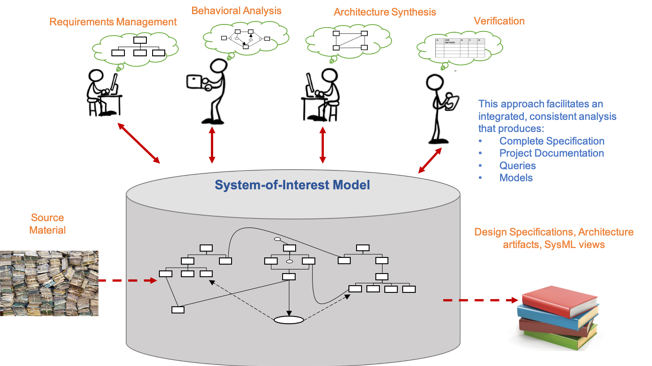 Requirements Management
Behavioral Analysis
Architecture Synthesis
Verification
This approach facilitates an
integrated, consistent analysis
that produces:
• Complete Specification
• Project Documentation
• Queries
• Models
System-of-Interest Model
Source
Material
Design Specifications, Architecture
artifacts, SysML views